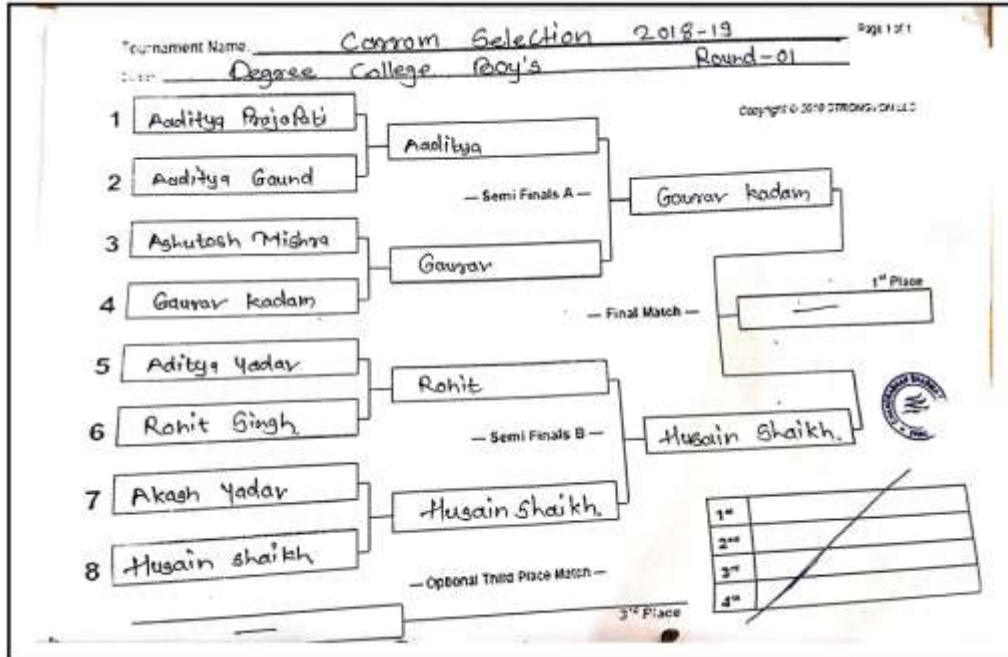 Page 1 of 1
Tournament Name. Carrom Selection 2018-19
Degree College Boy's Round-01
1 Aaditya Prajapati
2 Aaditya Gaund
3 Ashutosh Mishra
4 Gaurav kadam
5 Aditya Yadav
6 Rohit Singh
7 Akash Yadav
8 Husain Shaikh
Aaditya
— Semi Finals A —
Gaurav
Rohit
— Semi Finals B —
Husain Shaikh.
— Optional Third Place Match —
3rd Place
Gaurav kadam
— Final Match —
Husain Shaikh.
1st Place
1st
2nd
3rd
4th